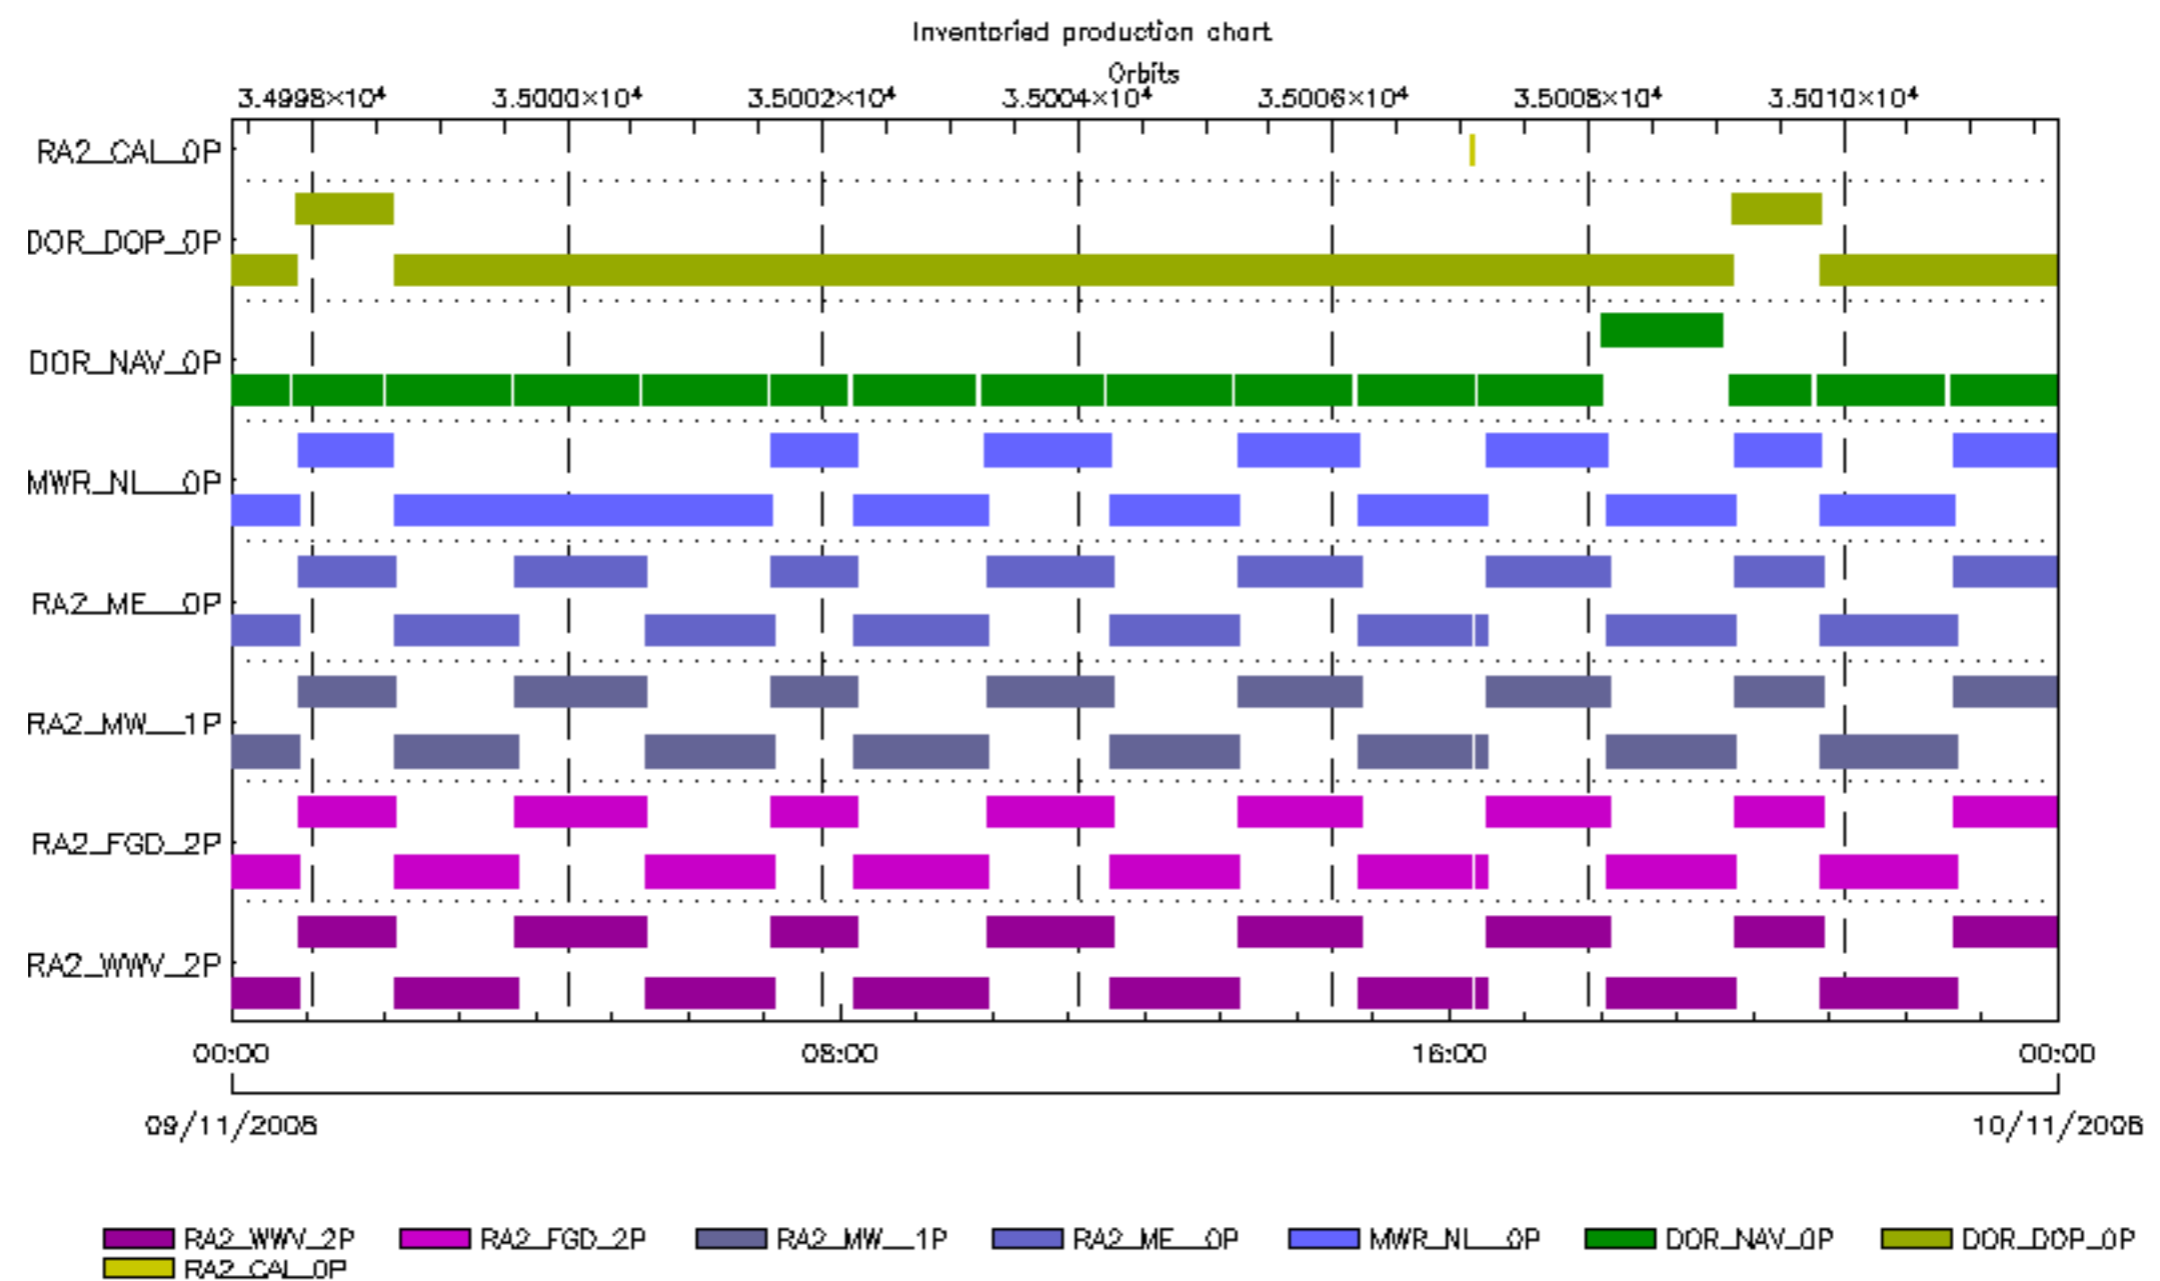 Inventoried production chart
Orbits
3.4998×10⁴ 3.5000×10⁴ 3.5002×10⁴ 3.5004×10⁴ 3.5006×10⁴ 3.5008×10⁴ 3.5010×10⁴
RA2_CAL_0P
DOR_DOP_0P
DOR_NAV_0P
MWR_NL__0P
RA2_ME__0P
RA2_MW__1P
RA2_FGD_2P
RA2_WWV_2P
00:00 08:00 16:00 00:00
09/11/2008 10/11/2008
RA2_WWV_2P RA2_FGD_2P RA2_MW__1P RA2_ME__0P MWR_NL__0P DOR_NAV_0P DOR_DOP_0P
RA2_CAL_0P